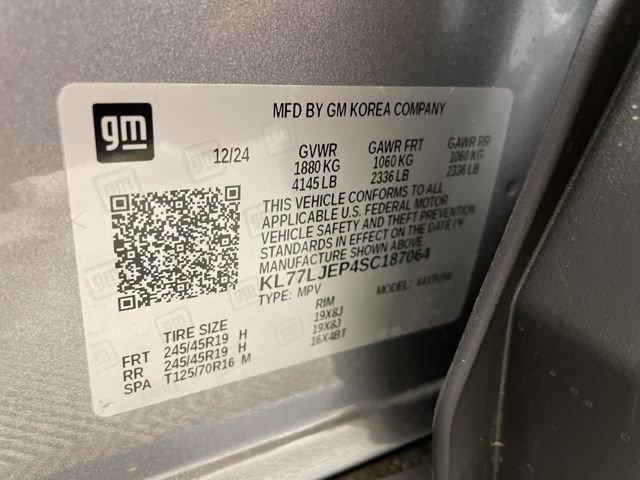 gm
MFD BY GM KOREA COMPANY
12/24 GVWR GAWR FRT GAWR RR
1880 KG 1060 KG 1060 KG
4145 LB 2336 LB 2336 LB
THIS VEHICLE CONFORMS TO ALL
APPLICABLE U.S. FEDERAL MOTOR
VEHICLE SAFETY AND THEFT PREVENTION
STANDARDS IN EFFECT ON THE DATE OF
MANUFACTURE SHOWN ABOVE.
KL77LJEP4SC187064
TYPE: MPV MODEL:
TIRE SIZE RIM
FRT 245/45R19 H 19X8J
RR 245/45R19 H 19X8J
SPA T125/70R16 M 16X4BT